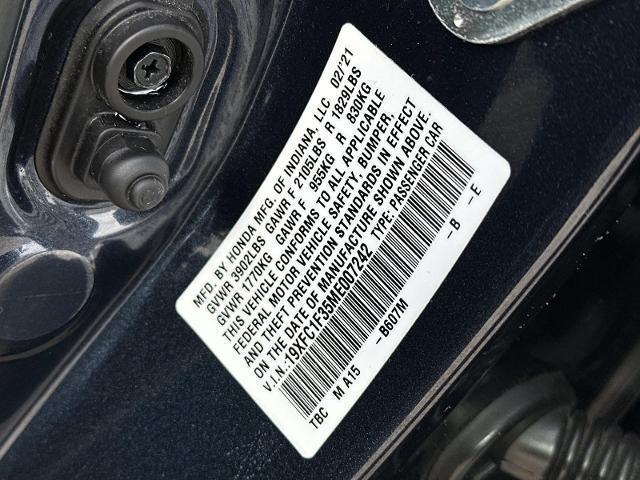 MFD. BY HONDA MFG. OF INDIANA, LLC 02/'21
GVWR 3902LBS GAWR F 2105LBS R 1829LBS
GVWR 1770KG GAWR F 955KG R 830KG
THIS VEHICLE CONFORMS TO ALL APPLICABLE
FEDERAL MOTOR VEHICLE SAFETY, BUMPER,
AND THEFT PREVENTION STANDARDS IN EFFECT
ON THE DATE OF MANUFACTURE SHOWN ABOVE.
V.I.N.:19XFC1F35ME007242 TYPE: PASSENGER CAR
TBC M A15 -B607M -B -E